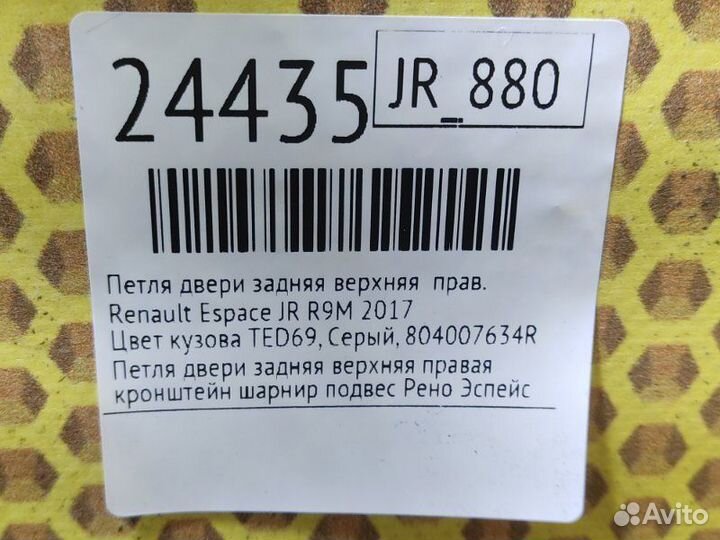 24435
JR_880
Петля двери задняя верхняя прав.
Renault Espace JR R9M 2017
Цвет кузова TED69, Серый, 804007634R
Петля двери задняя верхняя правая
кронштейн шарнир подвес Рено Эспейс
Avito